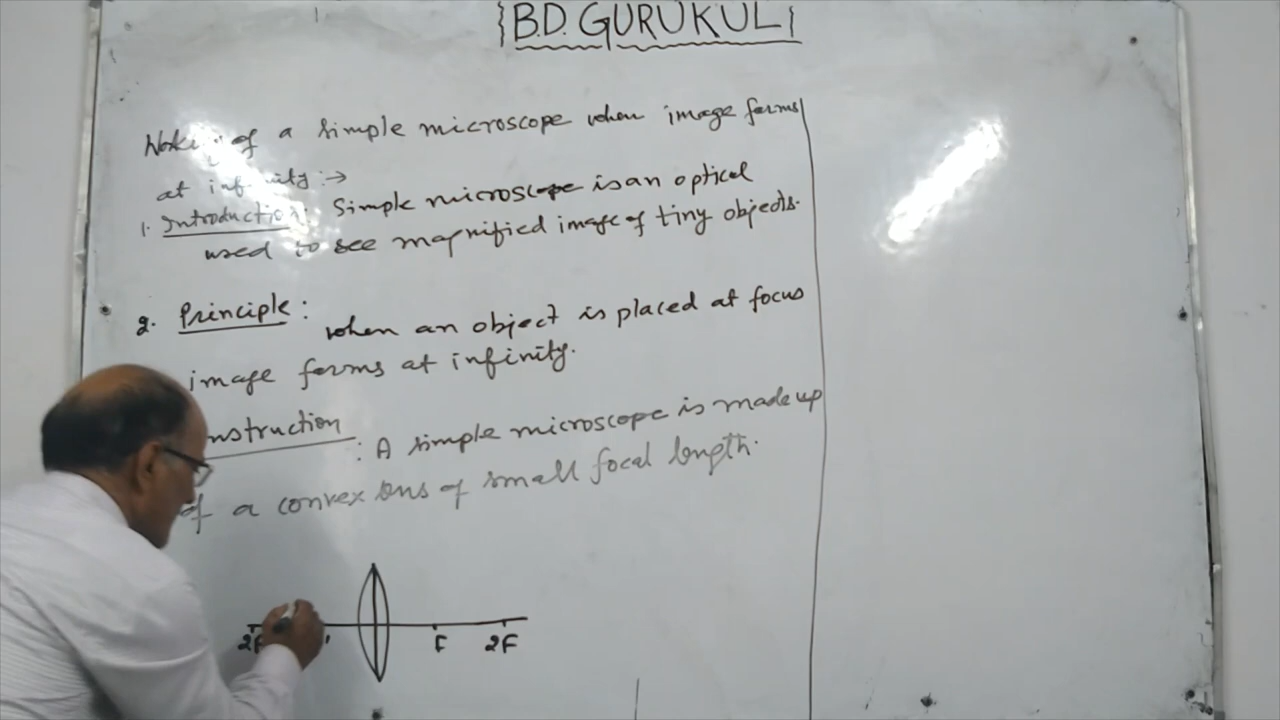 B.D. GURUKUL
of a simple microscope when image forms
at infinity :→
1. Introduction: Simple microscope is an optical
used to see magnified image of tiny objects.
2. Principle: when an object is placed at focus
image forms at infinity.
nstruction : A simple microscope is made up
of a convex lens of small focal length.
2F F 2F